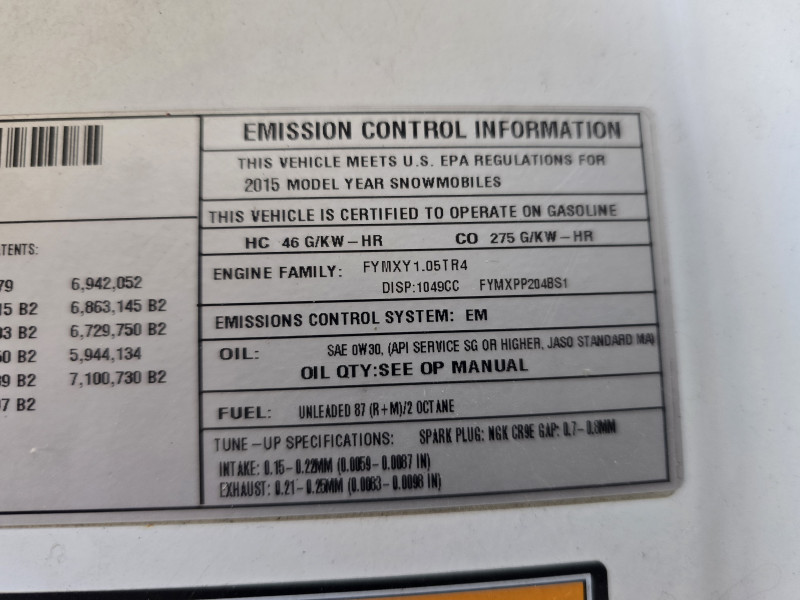 EMISSION CONTROL INFORMATION
THIS VEHICLE MEETS U.S. EPA REGULATIONS FOR
2015 MODEL YEAR SNOWMOBILES
THIS VEHICLE IS CERTIFIED TO OPERATE ON GASOLINE
HC 46 G/KW-HR CO 275 G/KW-HR
ENGINE FAMILY: FYMXY1.05TR4
DISP:1049CC FYMXPP204BS1
EMISSIONS CONTROL SYSTEM: EM
OIL: SAE 0W30, (API SERVICE SG OR HIGHER, JASO STANDARD MA)
OIL QTY:SEE OP MANUAL
FUEL: UNLEADED 87 (R+M)/2 OCTANE
TUNE-UP SPECIFICATIONS: SPARK PLUG: NGK CR9E GAP: 0.7-0.8MM
INTAKE: 0.15-0.22MM (0.0059-0.0087 IN)
EXHAUST: 0.21-0.25MM (0.0083-0.0098 IN)
TENTS:
79 6,942,052
15 B2 6,863,145 B2
03 B2 6,729,750 B2
50 B2 5,944,134
39 B2 7,100,730 B2
97 B2